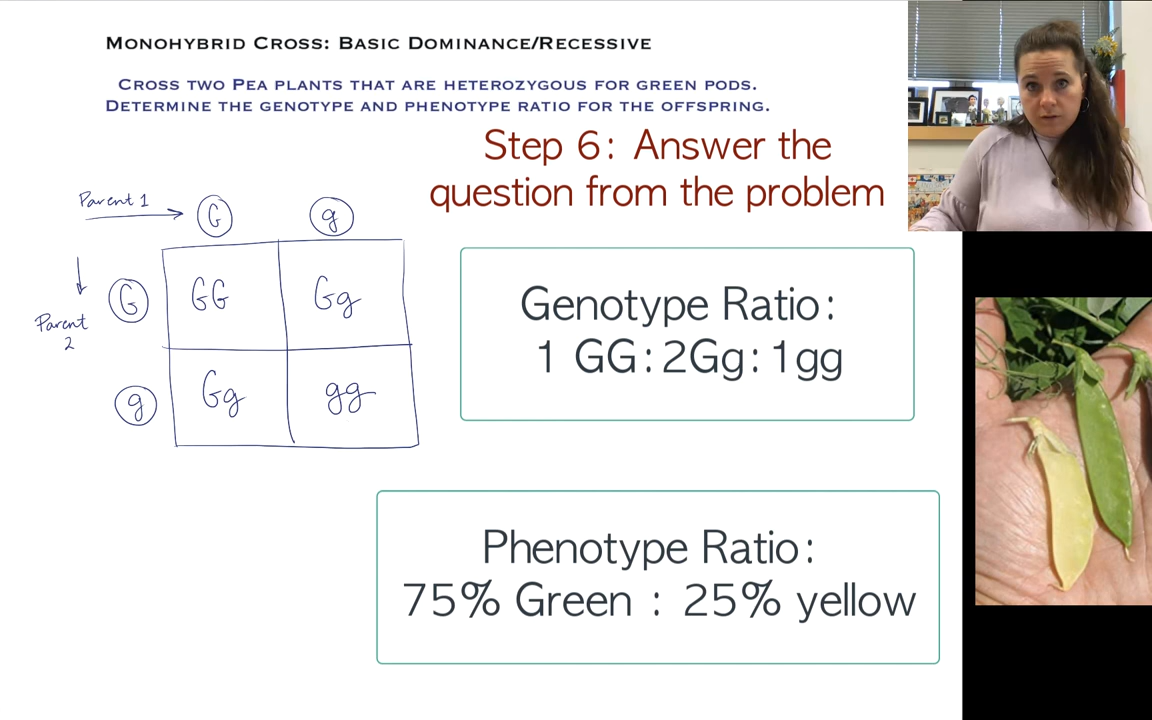 MONOHYBRID CROSS: BASIC DOMINANCE/RECESSIVE
CROSS TWO PEA PLANTS THAT ARE HETEROZYGOUS FOR GREEN PODS.
DETERMINE THE GENOTYPE AND PHENOTYPE RATIO FOR THE OFFSPRING.
Step 6: Answer the
question from the problem
Parent 1
G g
G GG Gg
Parent
2
g Gg gg
Genotype Ratio:
1 GG:2Gg:1gg
Phenotype Ratio:
75% Green : 25% yellow